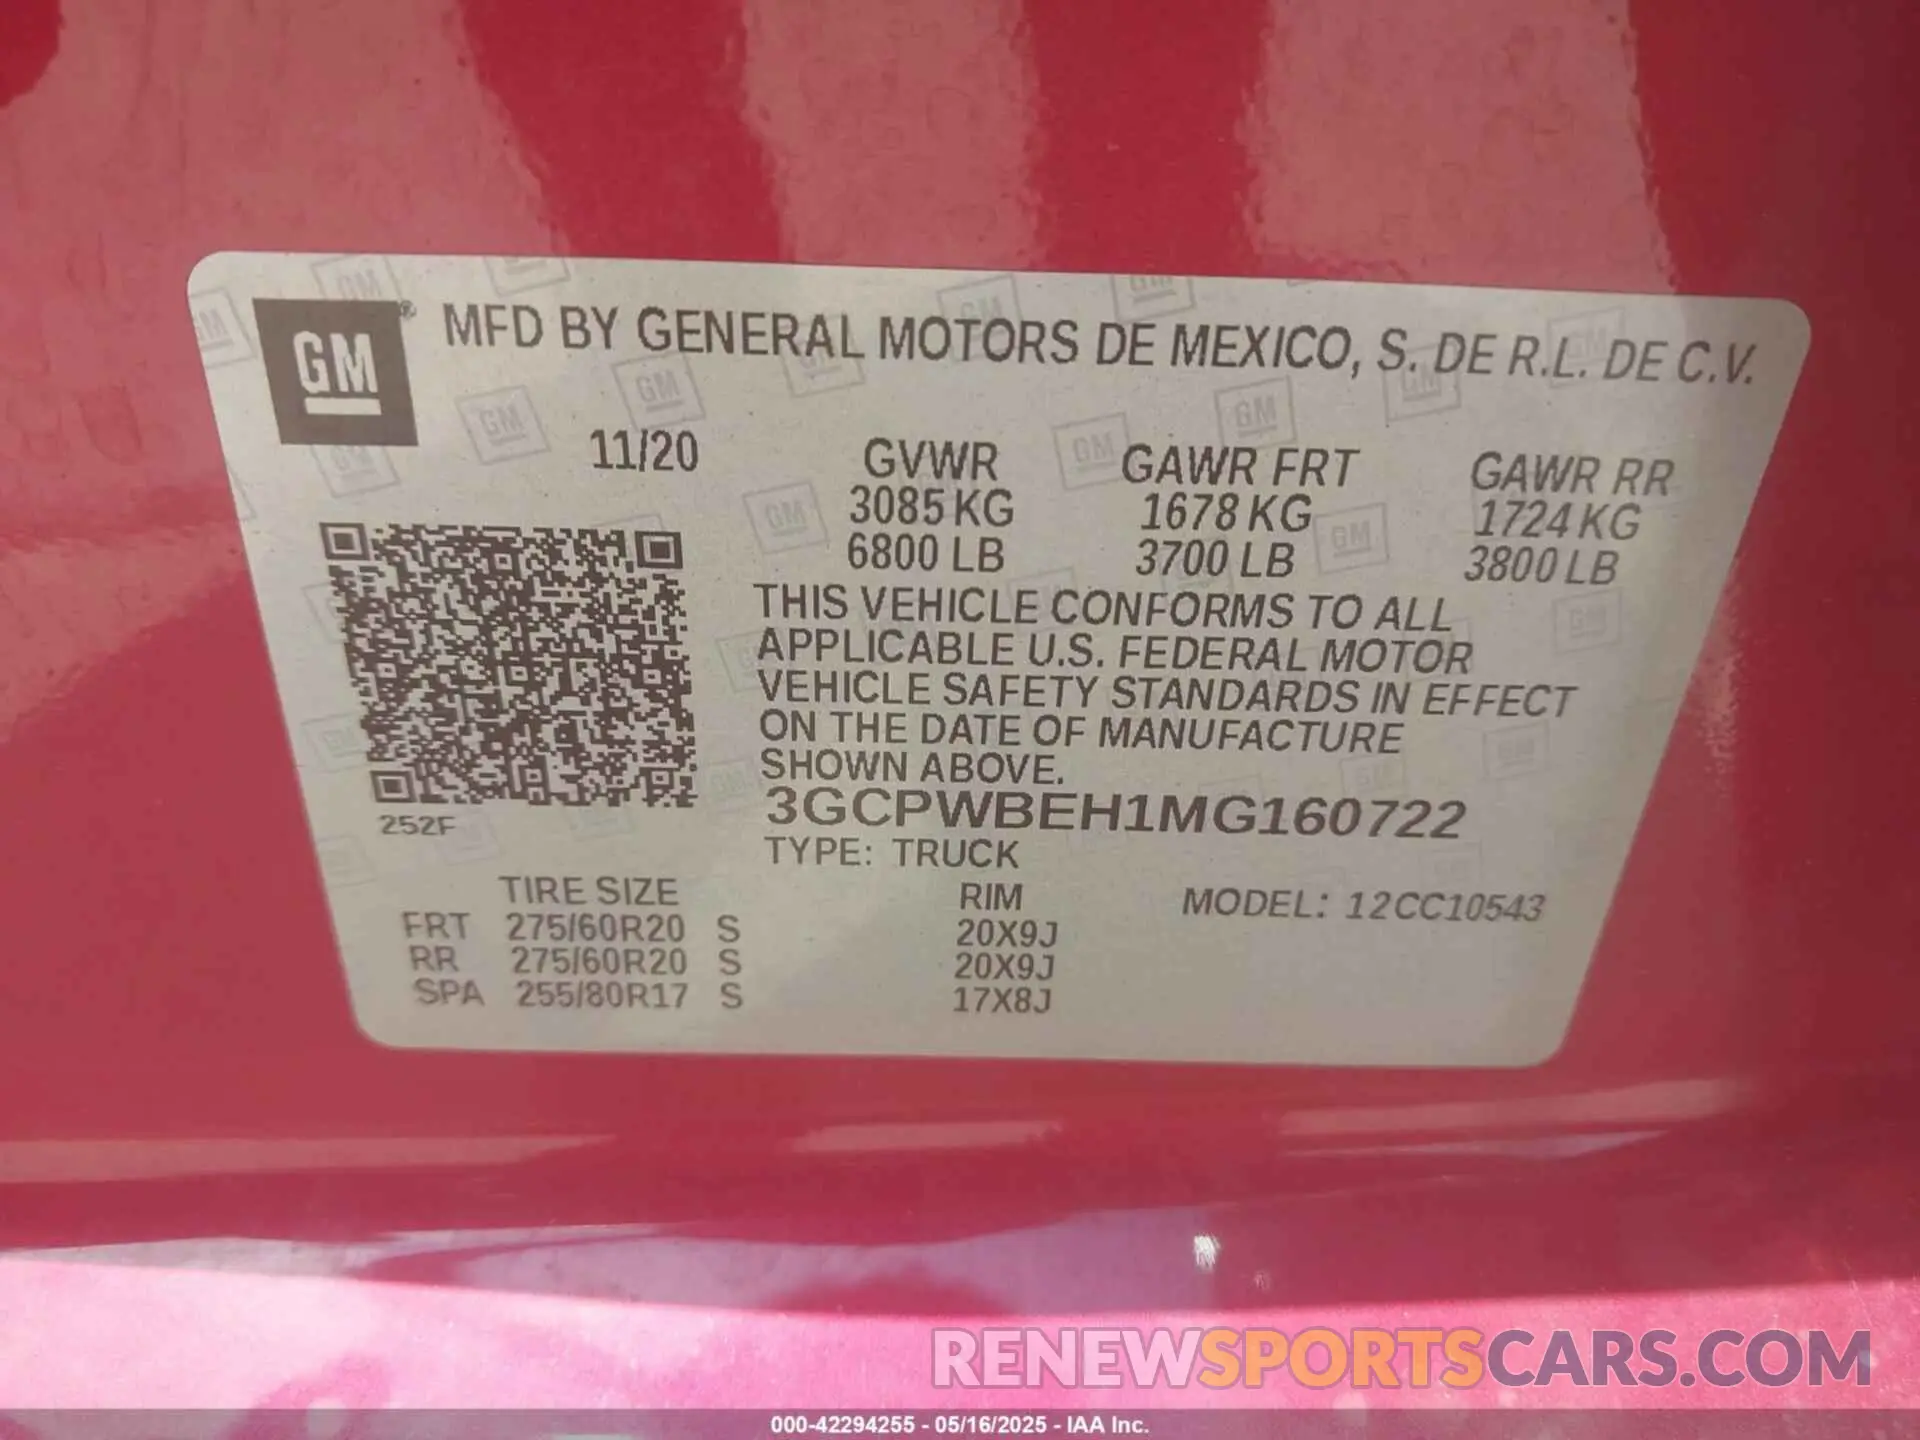 GM® MFD BY GENERAL MOTORS DE MEXICO, S. DE R.L. DE C.V.
11/20 GVWR GAWR FRT GAWR RR
3085 KG 1678 KG 1724 KG
6800 LB 3700 LB 3800 LB
THIS VEHICLE CONFORMS TO ALL
APPLICABLE U.S. FEDERAL MOTOR
VEHICLE SAFETY STANDARDS IN EFFECT
ON THE DATE OF MANUFACTURE
SHOWN ABOVE.
3GCPWBEH1MG160722
252F
TYPE: TRUCK
TIRE SIZE RIM MODEL: 12CC10543
FRT 275/60R20 S 20X9J
RR 275/60R20 S 20X9J
SPA 255/80R17 S 17X8J
RENEWSPORTSCARS.COM
000-42294255 - 05/16/2025 - IAA Inc.